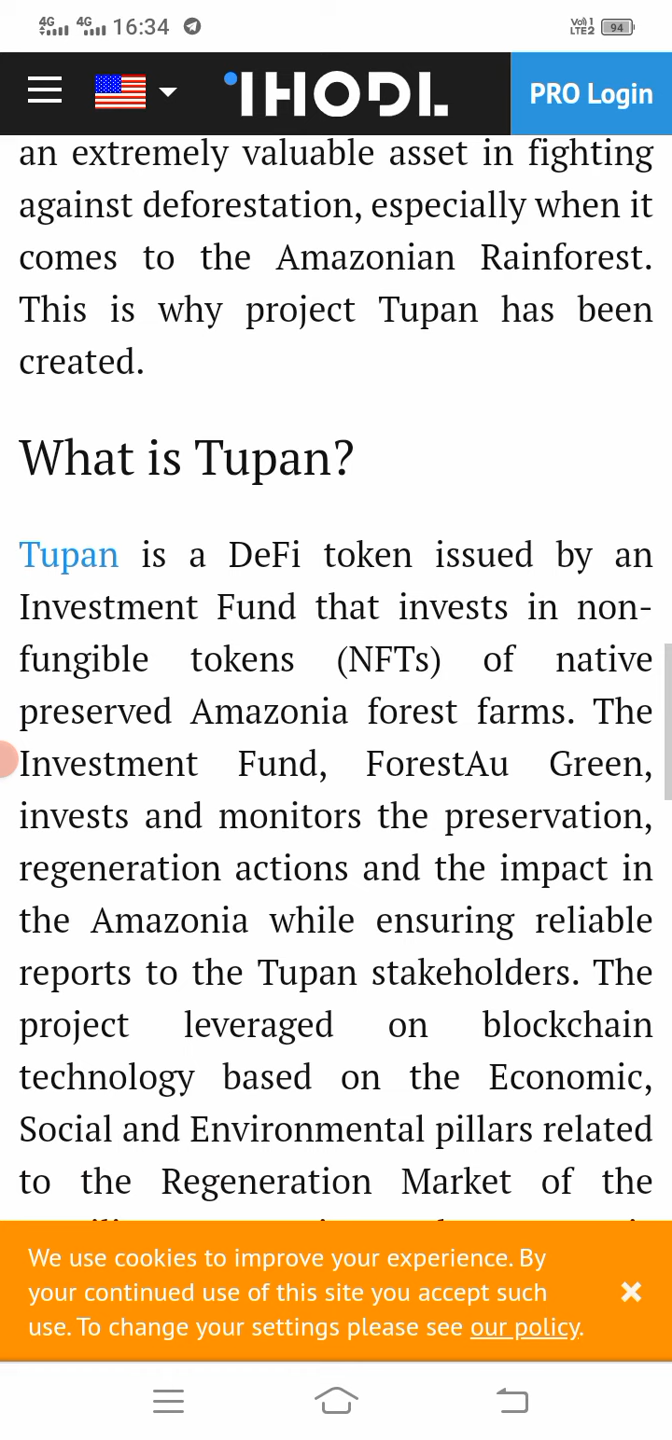 4G 4G 16:34 Vo)) 1 LTE2 94
IHODL PRO Login
an extremely valuable asset in fighting
against deforestation, especially when it
comes to the Amazonian Rainforest.
This is why project Tupan has been
created.
What is Tupan?
Tupan is a DeFi token issued by an
Investment Fund that invests in non-
fungible tokens (NFTs) of native
preserved Amazonia forest farms. The
Investment Fund, ForestAu Green,
invests and monitors the preservation,
regeneration actions and the impact in
the Amazonia while ensuring reliable
reports to the Tupan stakeholders. The
project leveraged on blockchain
technology based on the Economic,
Social and Environmental pillars related
to the Regeneration Market of the
We use cookies to improve your experience. By
your continued use of this site you accept such
use. To change your settings please see our policy.